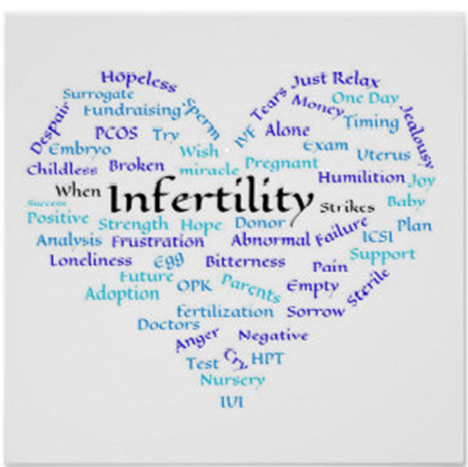 Hopeless Just Relax
Surrogate Tears Money One Day
Despair Fundraising Sperm Jealousy
PCOS Try IVF Alone Timing
Embryo Wish Exam Uterus
Childless Broken miracle Pregnant Humilition Joy
When Infertility Strikes Baby
Success
Positive Strength Hope Donor Failure Plan
Analysis Frustration Abnormal ICSI
Loneliness Egg Bitterness Pain Support
Future Sterile
Adoption OPK Parents Empty
fertilization Sorrow
Doctors
Anger Negative
Test Cry HPT
Nursery
IUI